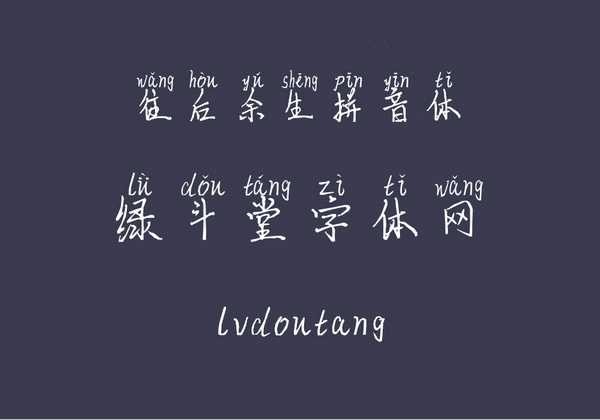 wǎng hòu yú shēng pīn yīn tǐ
往后余生拼音体
lǜ dǒu táng zì tǐ wǎng
绿斗堂字体网
lvdoutang